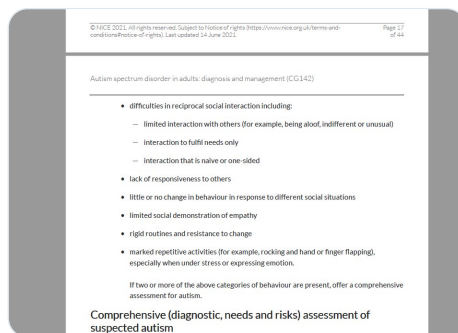 © NICE 2021. All rights reserved. Subject to Notice of rights (https://www.nice.org.uk/terms-and-
Page 17
conditions#notice-of-rights). Last updated 14 June 2021
of 44
Autism spectrum disorder in adults: diagnosis and management (CG142)
• difficulties in reciprocal social interaction including:
— limited interaction with others (for example, being aloof, indifferent or unusual)
— interaction to fulfil needs only
— interaction that is naive or one-sided
• lack of responsiveness to others
• little or no change in behaviour in response to different social situations
• limited social demonstration of empathy
• rigid routines and resistance to change
• marked repetitive activities (for example, rocking and hand or finger flapping),
especially when under stress or expressing emotion.
If two or more of the above categories of behaviour are present, offer a comprehensive
assessment for autism.
Comprehensive (diagnostic, needs and risks) assessment of
suspected autism